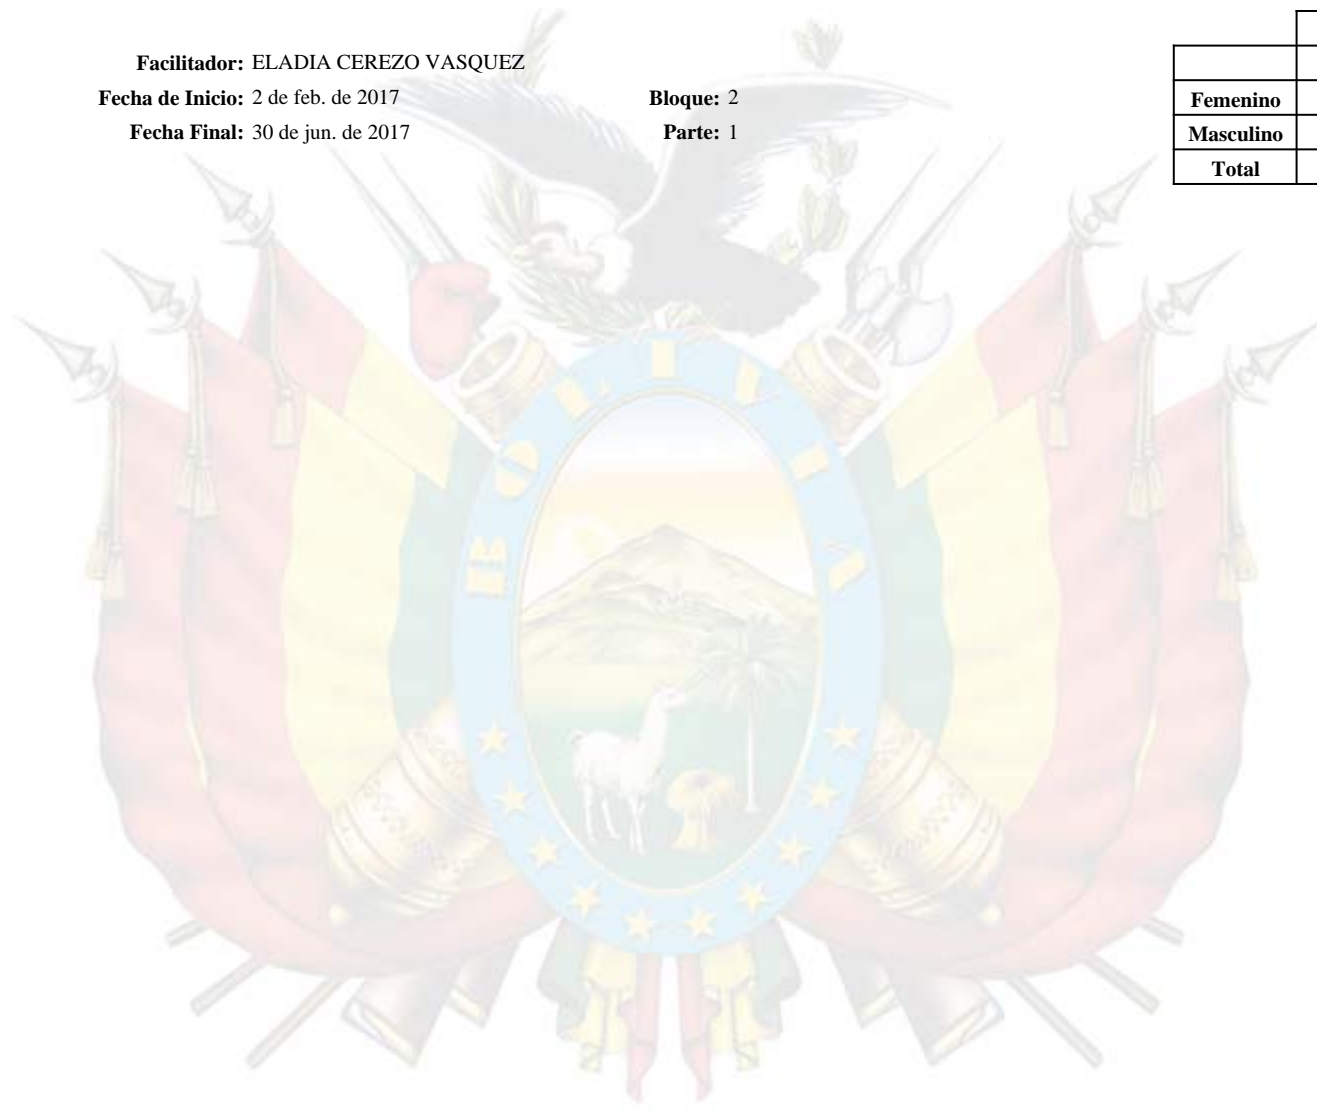 Facilitador: ELADIA CEREZO VASQUEZ
Fecha de Inicio: 2 de feb. de 2017 Bloque: 2
Fecha Final: 30 de jun. de 2017 Parte: 1
Femenino
Masculino
Total
BOLIVIA